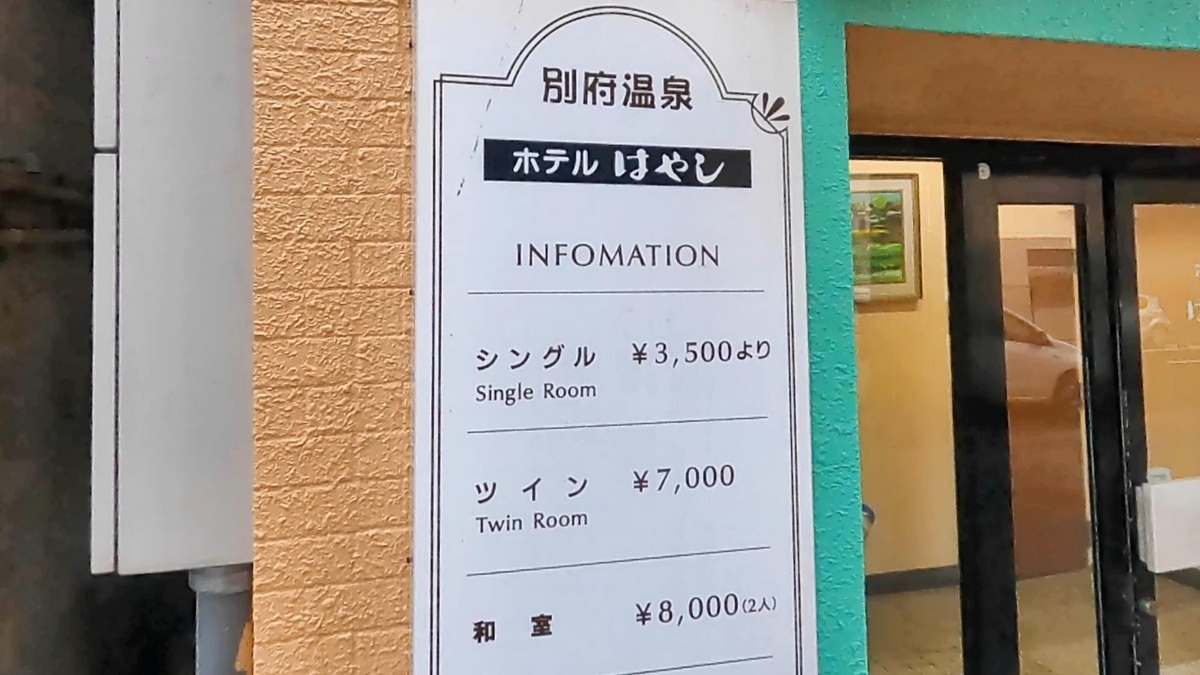 別府温泉
ホテル はやし
INFOMATION
シングル ¥3,500より
Single Room
ツイン ¥7,000
Twin Room
和室 ¥8,000(2人)